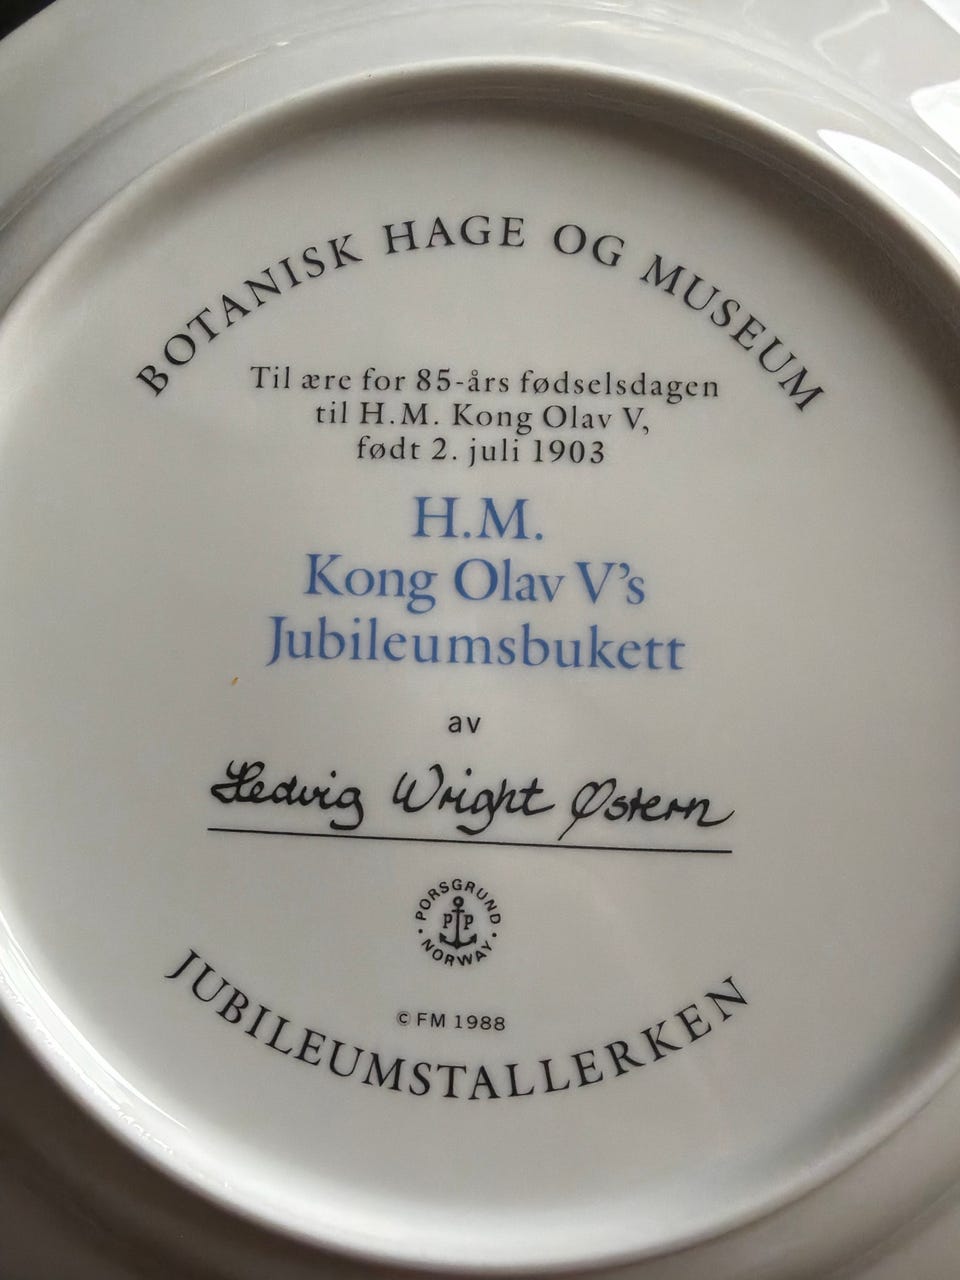 BOTANISK HAGE OG MUSEUM
Til ære for 85-års fødselsdagen
til H.M. Kong Olav V,
født 2. juli 1903
H.M.
Kong Olav V’s
Jubileumsbukett
av
Hedvig Wright Østern
PORSGRUND
PP
NORWAY
© FM 1988
JUBILEUMSTALLERKEN